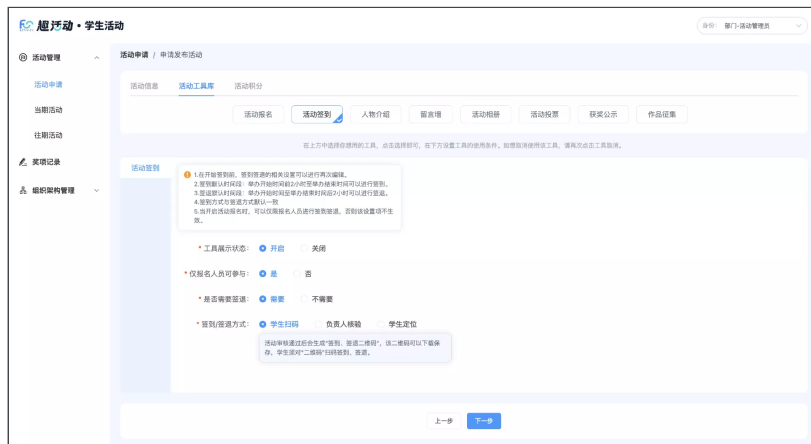 趣活动·学生活动
身份: 部门-活动管理员
活动管理
活动申请
当期活动
往期活动
奖项记录
组织架构管理
活动申请 / 申请发布活动
活动信息 活动工具库 活动积分
活动报名 活动签到 人物介绍 留言墙 活动相册 活动投票 获奖公示 作品征集
在上方中选择你想用的工具，点击选择即可，在下方设置工具的使用条件。如想取消使用该工具，请再次点击工具取消。
活动签到
1.在开始签到前，签到签退的相关设置可以进行再次编辑。
2.签到默认时间段：举办开始时间前2小时至举办结束时间可以进行签到。
3.签退默认时间段：举办开始时间至举办结束时间后2小时可以进行签退。
4.签到方式与签退方式默认一致
5.当开启活动报名时，可以仅限报名人员进行签到签退，否则该设置项不生
效。
* 工具展示状态: 开启 关闭
* 仅报名人员可参与: 是 否
* 是否需要签退: 需要 不需要
* 签到/签退方式: 学生扫码 负责人核验 学生定位
活动审核通过后会生成"签到、签退二维码"，该二维码可以下载保
存，学生须对"二维码"扫码签到、签退。
上一步 下一步